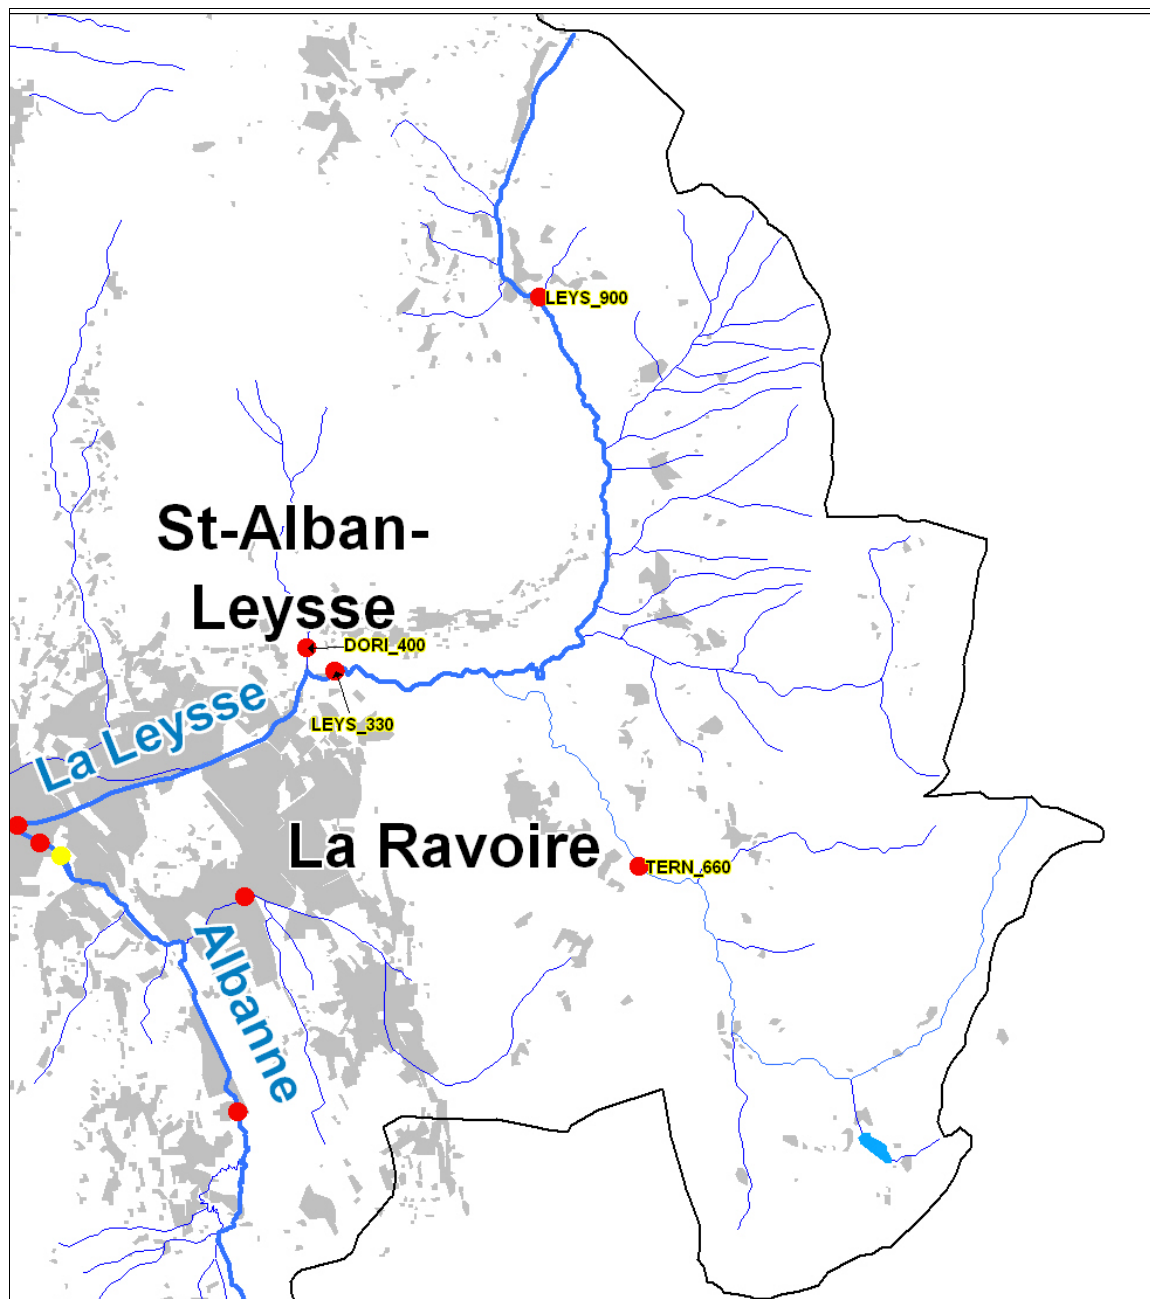 LEYS_900
St-Alban-
Leysse
DORI_400
LEYS_330
La Leysse
La Ravoire
TERN_660
Albanne